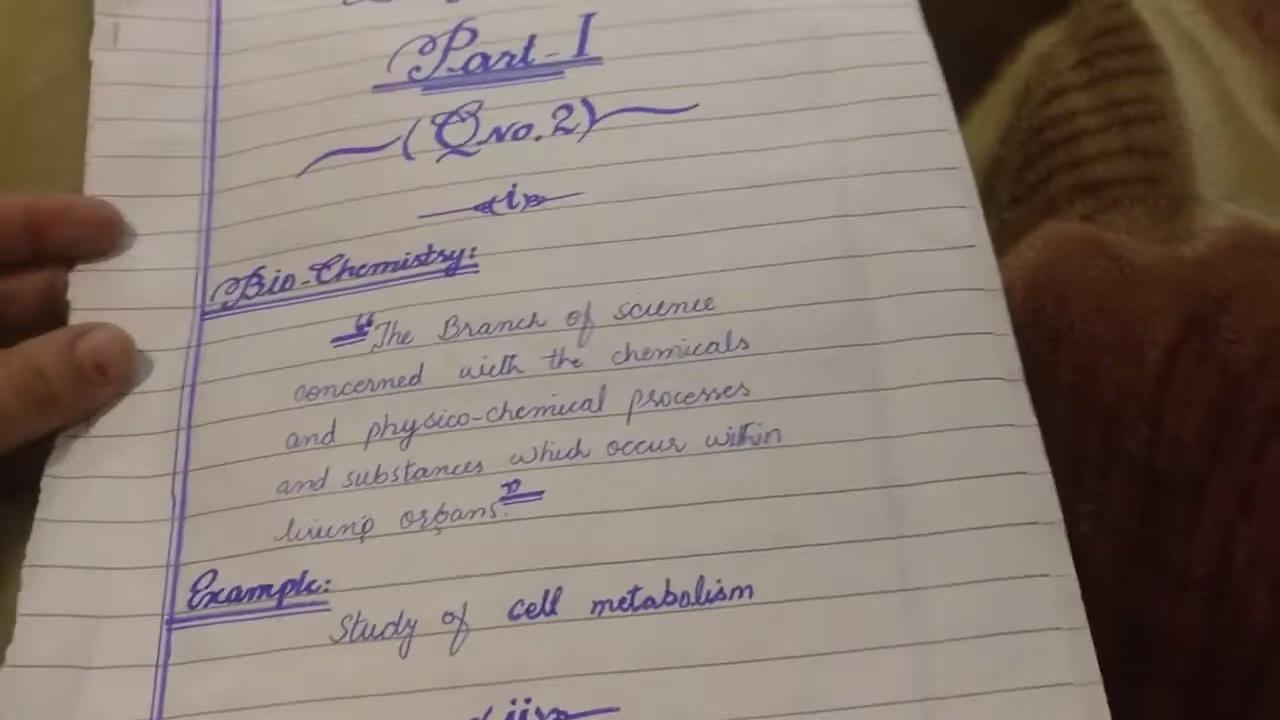 Part-I
(Q No. 2)
(i)
Bio-Chemistry:
"The Branch of science
concerned with the chemicals
and physico-chemical processes
and substances which occur within
living organs."
Example:
Study of cell metabolism
(ii)